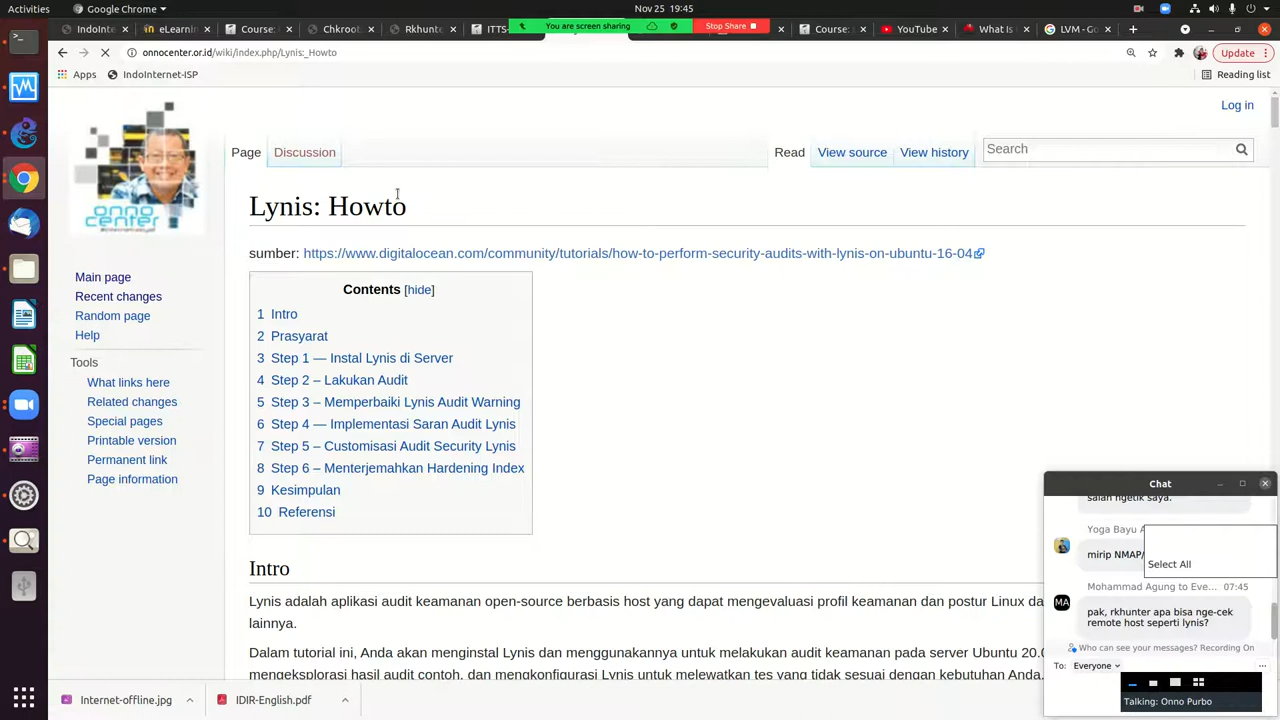 Activities
Google Chrome
Nov 25 19:45
IndoInte
eLearnin
Course:
Chkroot
Rkhunte
ITTS
You are screen sharing
Stop Share
Course:
YouTube
What Is
LVM - Go
onnocenter.or.id/wiki/index.php/Lynis:_Howto
Update
Apps
IndoInternet-ISP
Reading list
Log in
Page
Discussion
Read
View source
View history
Search
onno
center
Lynis: Howto
sumber: https://www.digitalocean.com/community/tutorials/how-to-perform-security-audits-with-lynis-on-ubuntu-16-04
Main page
Recent changes
Random page
Help
Tools
What links here
Related changes
Special pages
Printable version
Permanent link
Page information
Contents [hide]
1 Intro
2 Prasyarat
3 Step 1 — Instal Lynis di Server
4 Step 2 – Lakukan Audit
5 Step 3 – Memperbaiki Lynis Audit Warning
6 Step 4 — Implementasi Saran Audit Lynis
7 Step 5 – Customisasi Audit Security Lynis
8 Step 6 – Menterjemahkan Hardening Index
9 Kesimpulan
10 Referensi
Intro
Lynis adalah aplikasi audit keamanan open-source berbasis host yang dapat mengevaluasi profil keamanan dan postur Linux da
lainnya.
Dalam tutorial ini, Anda akan menginstal Lynis dan menggunakannya untuk melakukan audit keamanan pada server Ubuntu 20.0
mengeksplorasi hasil audit contoh, dan mengkonfigurasi Lynis untuk melewatkan tes yang tidak sesuai dengan kebutuhan Anda.
Chat
salah ngetik saya.
Yoga Bayu A
mirip NMAP/
Select All
Mohammad Agung to Eve... 07:45
MA
pak, rkhunter apa bisa nge-cek
remote host seperti lynis?
Who can see your messages? Recording On
To: Everyone
Talking: Onno Purbo
Internet-offline.jpg
IDIR-English.pdf